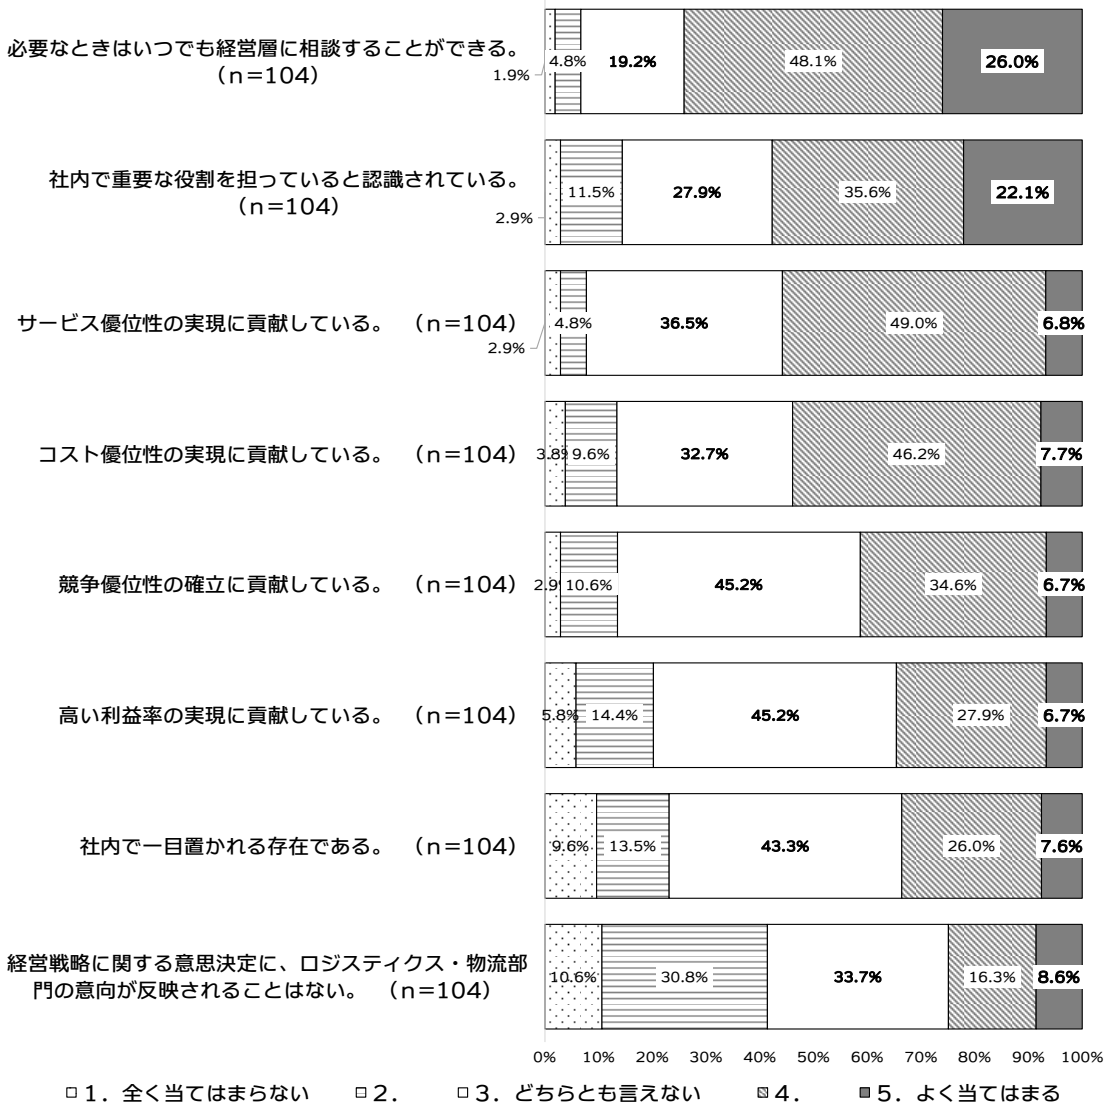 必要なときはいつでも経営層に相談することができる。
（n＝104）
1.9% 4.8% 19.2% 48.1% 26.0%
社内で重要な役割を担っていると認識されている。
（n＝104）
2.9% 11.5% 27.9% 35.6% 22.1%
サービス優位性の実現に貢献している。 （n＝104）
2.9% 4.8% 36.5% 49.0% 6.8%
コスト優位性の実現に貢献している。 （n＝104） 3.8% 9.6% 32.7% 46.2% 7.7%
競争優位性の確立に貢献している。 （n＝104） 2.9% 10.6% 45.2% 34.6% 6.7%
高い利益率の実現に貢献している。 （n＝104） 5.8% 14.4% 45.2% 27.9% 6.7%
社内で一目置かれる存在である。 （n＝104） 9.6% 13.5% 43.3% 26.0% 7.6%
経営戦略に関する意思決定に、ロジスティクス・物流部
門の意向が反映されることはない。 （n＝104）
10.6% 30.8% 33.7% 16.3% 8.6%
0% 10% 20% 30% 40% 50% 60% 70% 80% 90% 100%
1．全く当てはまらない 2． 3．どちらとも言えない 4． 5．よく当てはまる